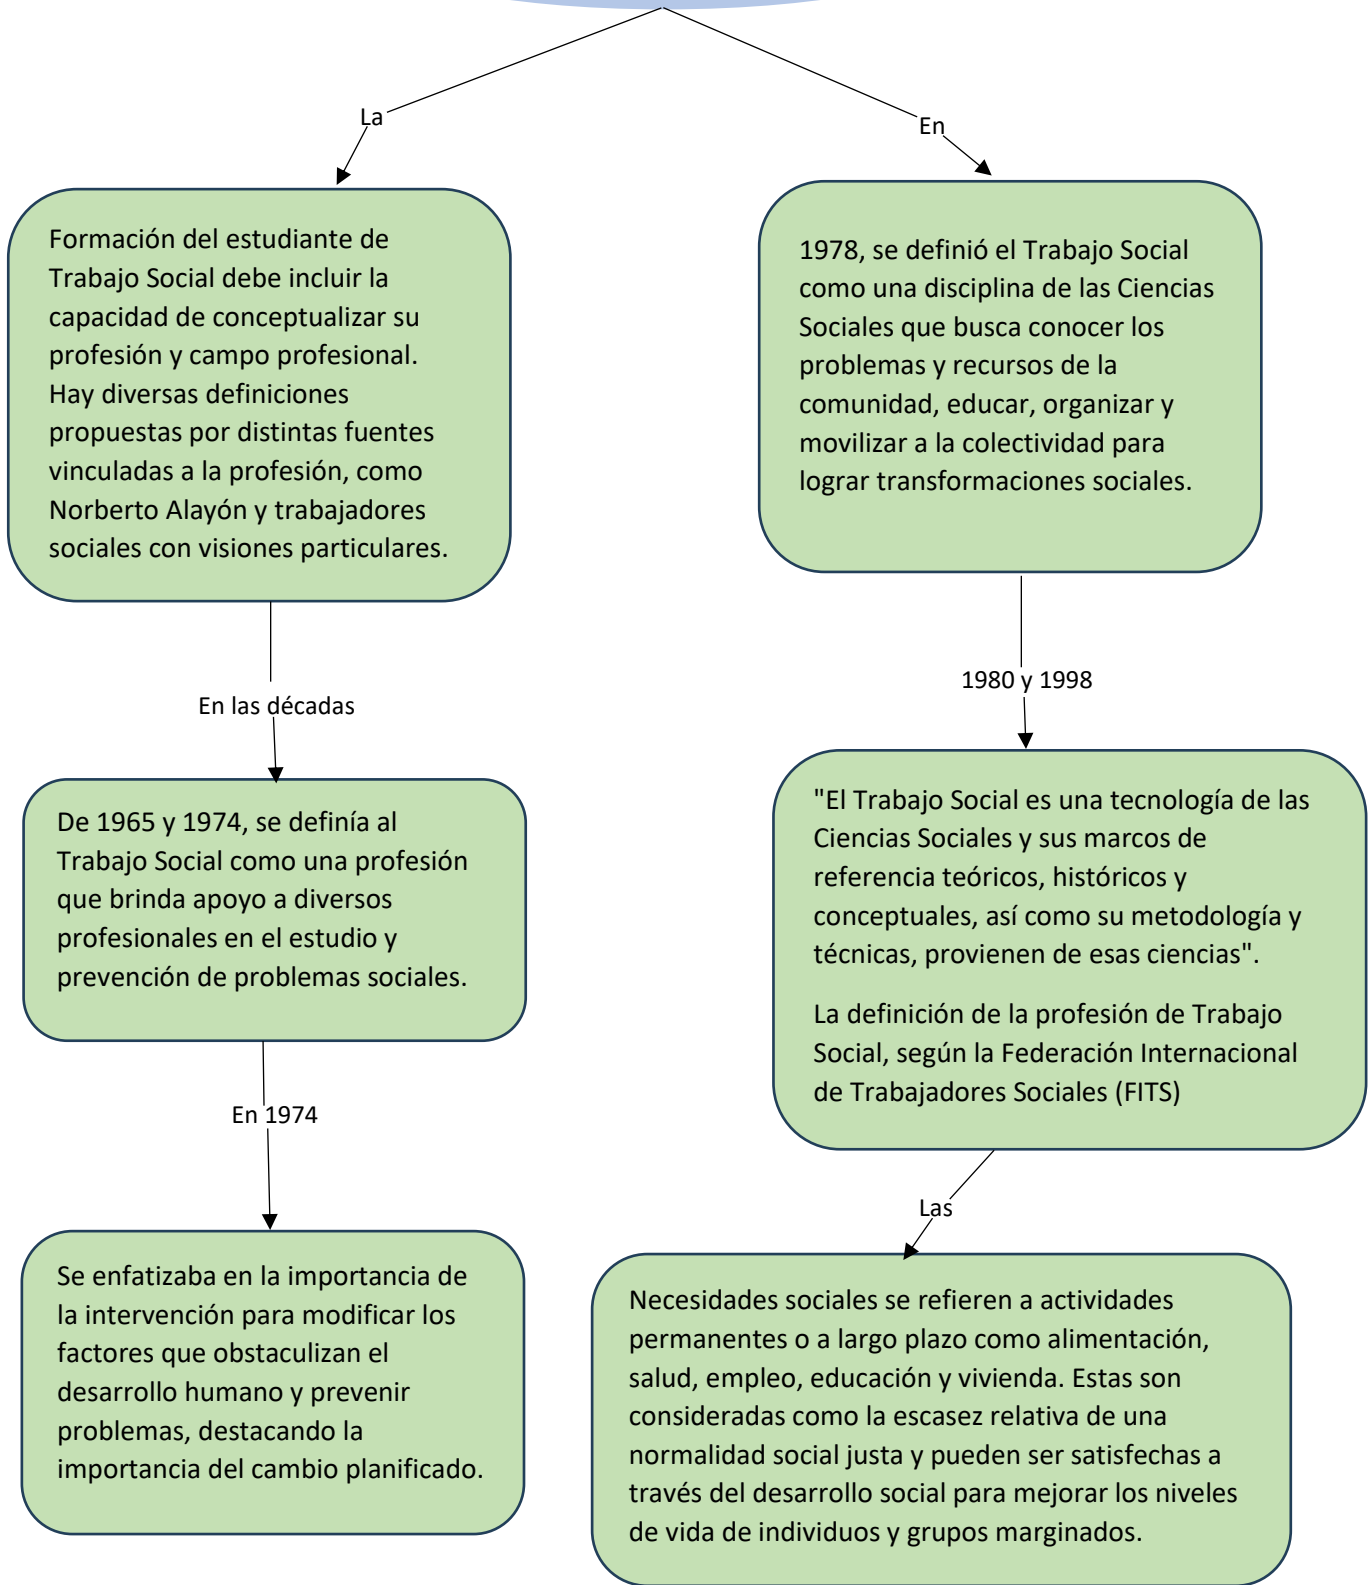 La
Formación del estudiante de
Trabajo Social debe incluir la
capacidad de conceptualizar su
profesión y campo profesional.
Hay diversas definiciones
propuestas por distintas fuentes
vinculadas a la profesión, como
Norberto Alayón y trabajadores
sociales con visiones particulares.
En las décadas
De 1965 y 1974, se definía al
Trabajo Social como una profesión
que brinda apoyo a diversos
profesionales en el estudio y
prevención de problemas sociales.
En 1974
Se enfatizaba en la importancia de
la intervención para modificar los
factores que obstaculizan el
desarrollo humano y prevenir
problemas, destacando la
importancia del cambio planificado.
En
1978, se definió el Trabajo Social
como una disciplina de las Ciencias
Sociales que busca conocer los
problemas y recursos de la
comunidad, educar, organizar y
movilizar a la colectividad para
lograr transformaciones sociales.
1980 y 1998
"El Trabajo Social es una tecnología de las
Ciencias Sociales y sus marcos de
referencia teóricos, históricos y
conceptuales, así como su metodología y
técnicas, provienen de esas ciencias".
La definición de la profesión de Trabajo
Social, según la Federación Internacional
de Trabajadores Sociales (FITS)
Las
Necesidades sociales se refieren a actividades
permanentes o a largo plazo como alimentación,
salud, empleo, educación y vivienda. Estas son
consideradas como la escasez relativa de una
normalidad social justa y pueden ser satisfechas a
través del desarrollo social para mejorar los niveles
de vida de individuos y grupos marginados.